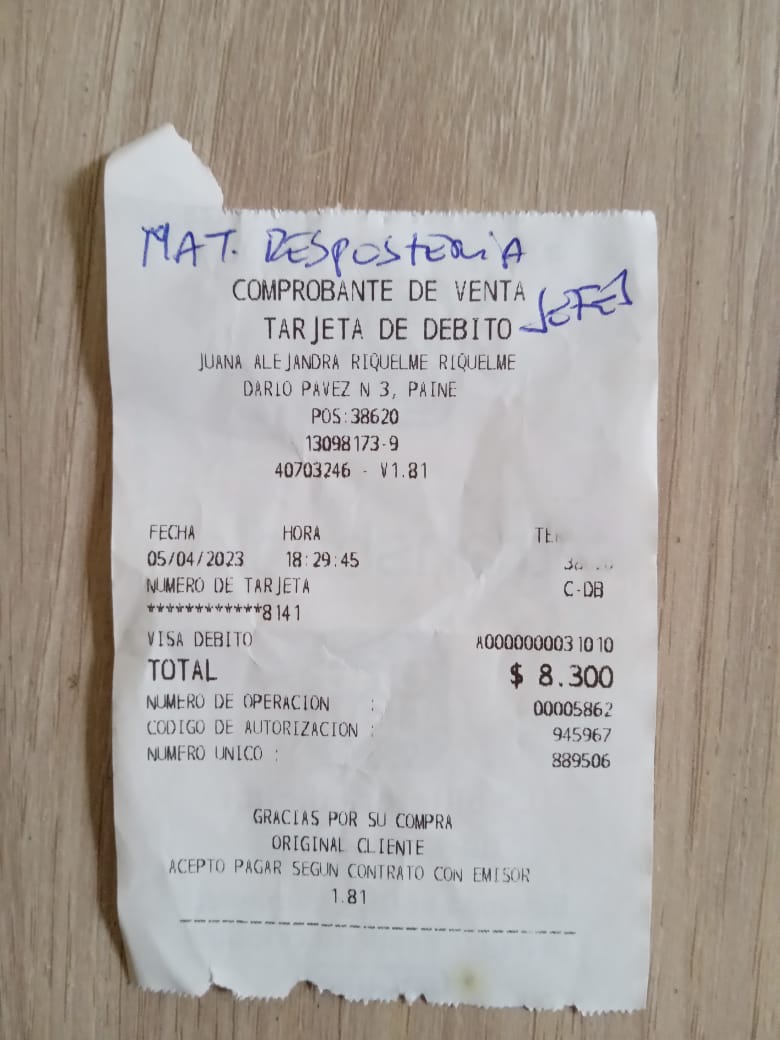 MAT. RESPOSTERIA
JEFES
COMPROBANTE DE VENTA
TARJETA DE DEBITO
JUANA ALEJANDRA RIQUELME RIQUELME
DARIO PAVEZ N 3, PAINE
POS:38620
13098173-9
40703246 - V1.81
FECHA HORA
05/04/2023 18:29:45
NUMERO DE TARJETA C-DB
************8141
VISA DEBITO A0000000031010
TOTAL $ 8.300
NUMERO DE OPERACION : 00005862
CODIGO DE AUTORIZACION : 945967
NUMERO UNICO : 889506
GRACIAS POR SU COMPRA
ORIGINAL CLIENTE
ACEPTO PAGAR SEGUN CONTRATO CON EMISOR
1.81